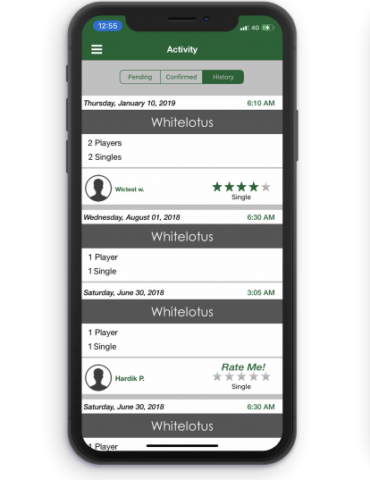 12:55
4G
Activity
Pending Confirmed History
Thursday, January 10, 2019 6:10 AM
Whitelotus
2 Players
2 Singles
Wlotest w.
Single
Wednesday, August 01, 2018 6:30 AM
Whitelotus
1 Player
1 Single
Saturday, June 30, 2018 3:05 AM
Whitelotus
1 Player
1 Single
Rate Me!
Hardik P.
Single
Saturday, June 30, 2018 6:30 AM
Whitelotus
1 Player